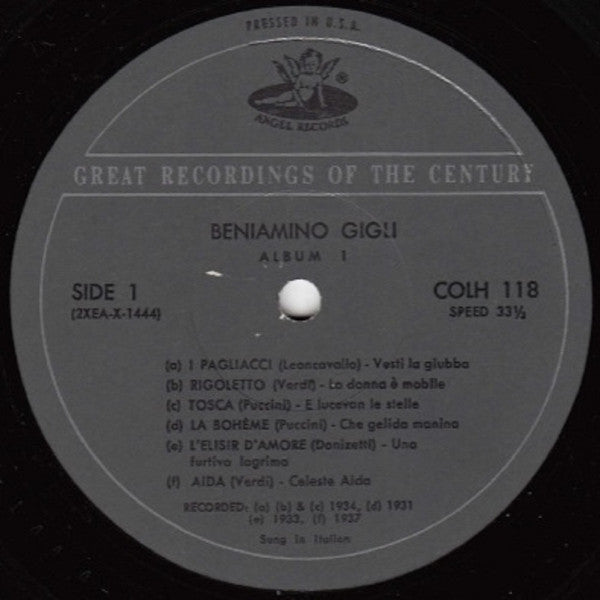 PRESSED IN U.S.A.
®
ANGEL RECORDS
GREAT RECORDINGS OF THE CENTURY
BENIAMINO GIGLI
ALBUM 1
SIDE 1
COLH 118
(2XEA-X-1444)
SPEED 33⅓
(a) I PAGLIACCI (Leoncavallo) - Vesti la giubba
(b) RIGOLETTO (Verdi) - La donna è mobile
(c) TOSCA (Puccini) - E lucevan le stelle
(d) LA BOHÈME (Puccini) - Che gelida manina
(e) L'ELISIR D'AMORE (Donizetti) - Una
furtiva lagrima
(f) AIDA (Verdi) - Celeste Aida
RECORDED: (a) (b) & (c) 1934, (d) 1931
(e) 1933, (f) 1937
Sung in Italian